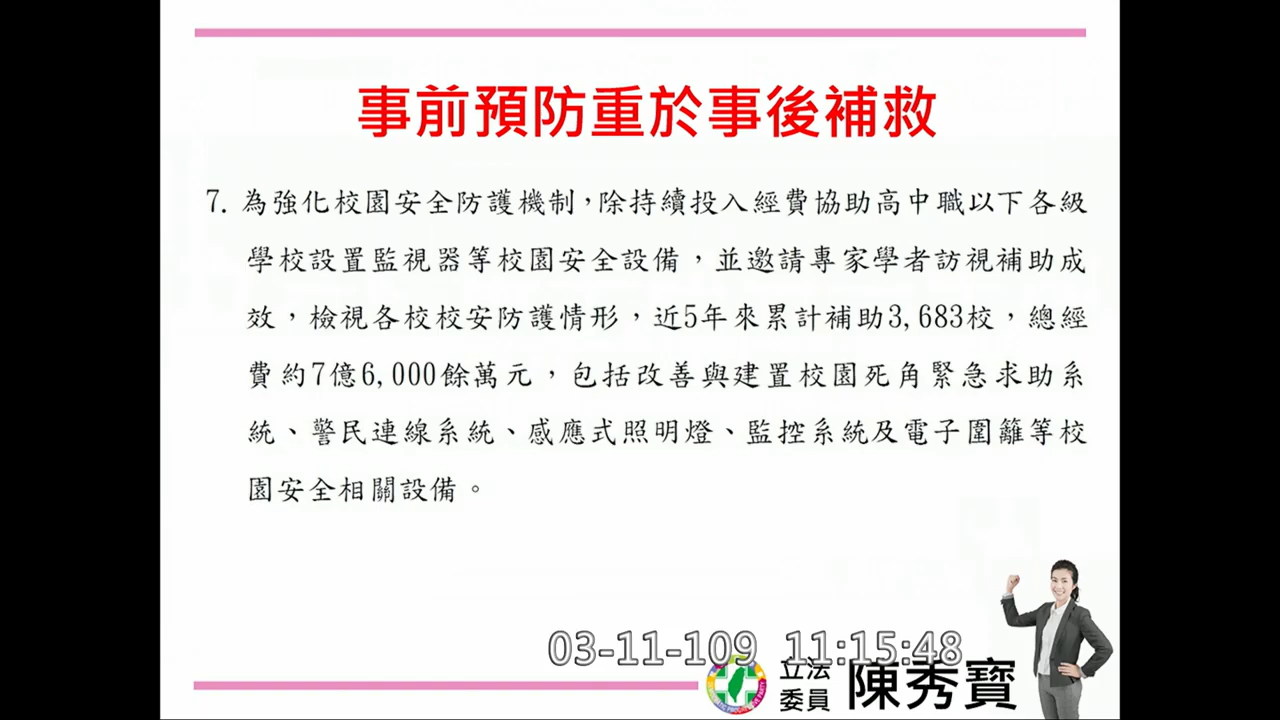 事前預防重於事後補救
7. 為強化校園安全防護機制,除持續投入經費協助高中職以下各級
學校設置監視器等校園安全設備，並邀請專家學者訪視補助成
效，檢視各校校安防護情形，近5年來累計補助3,683校，總經
費約7億6,000餘萬元，包括改善與建置校園死角緊急求助系
統、警民連線系統、感應式照明燈、監控系統及電子圍籬等校
園安全相關設備。
03-11-109 11:15:48
立法
委員 陳秀寳